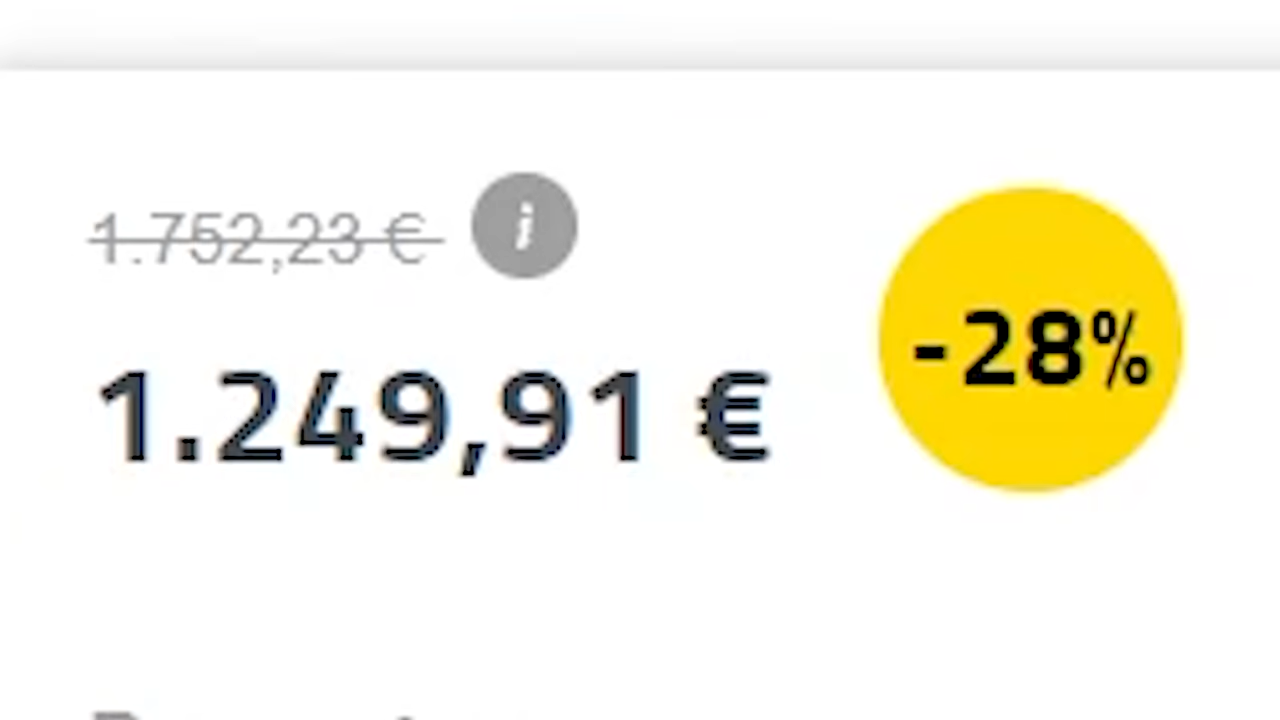 1.752,23 € i
1.249,91 €
-28%